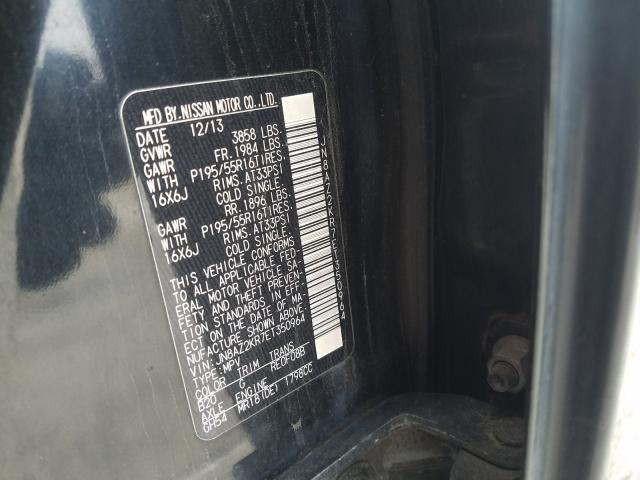 MFD BY NISSAN MOTOR CO.,LTD.
DATE 12/13
GVWR 3858 LBS.
GAWR FR. 1984 LBS.
WITH P195/55R16TIRES.
16X6J RIMS. AT33PSI
COLD SINGLE.
GAWR RR. 1896 LBS.
WITH P195/55R16TIRES.
16X6J RIMS. AT33PSI
COLD SINGLE.
THIS VEHICLE CONFORMS
TO ALL APPLICABLE FED-
ERAL MOTOR VEHICLE SA-
FETY AND THEFT PREVEN-
TION STANDARDS IN EFF-
ECT ON THE DATE OF MA-
NUFACTURE SHOWN ABOVE.
VIN: JN8AZ2KR7ET350964
TYPE: MPV
COLOR TRIM TRANS
B20 G RE0F08B
AXLE ENGINE
GH54 MR18(DE) 1798CC
JN8AZ2KR7ET350964